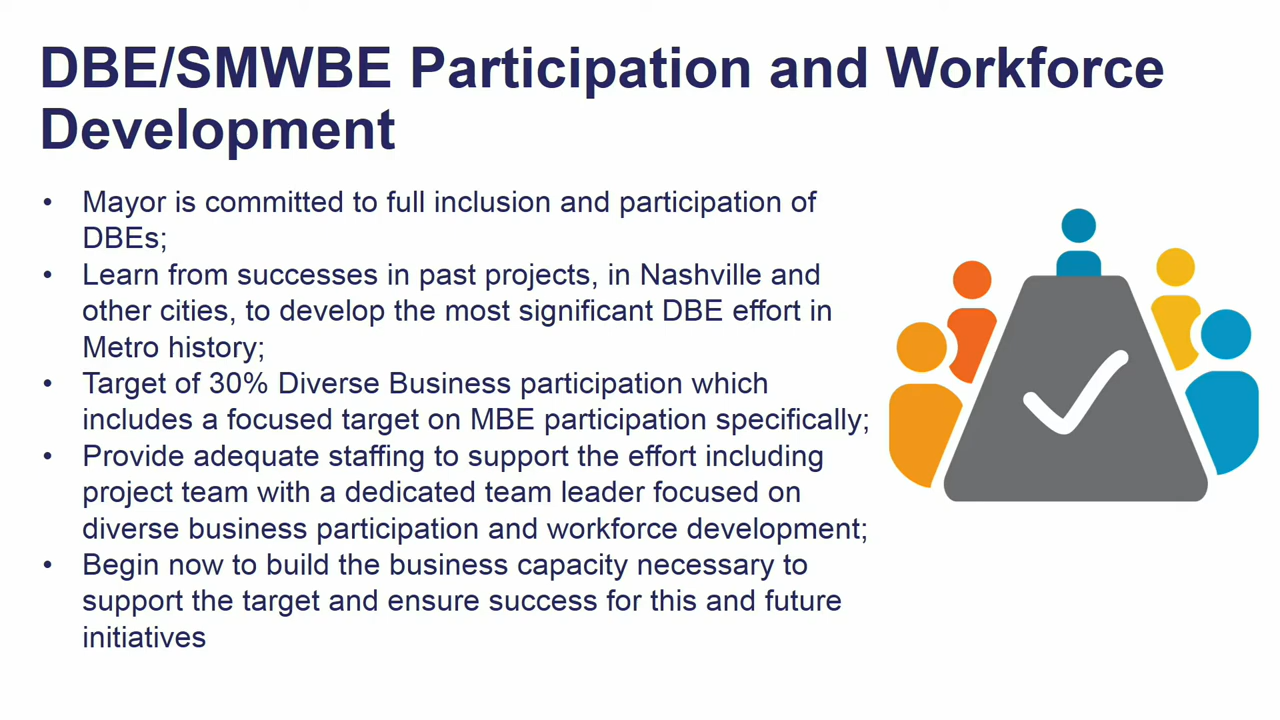 DBE/SMWBE Participation and Workforce
Development
• Mayor is committed to full inclusion and participation of
DBEs;
• Learn from successes in past projects, in Nashville and
other cities, to develop the most significant DBE effort in
Metro history;
• Target of 30% Diverse Business participation which
includes a focused target on MBE participation specifically;
• Provide adequate staffing to support the effort including
project team with a dedicated team leader focused on
diverse business participation and workforce development;
• Begin now to build the business capacity necessary to
support the target and ensure success for this and future
initiatives